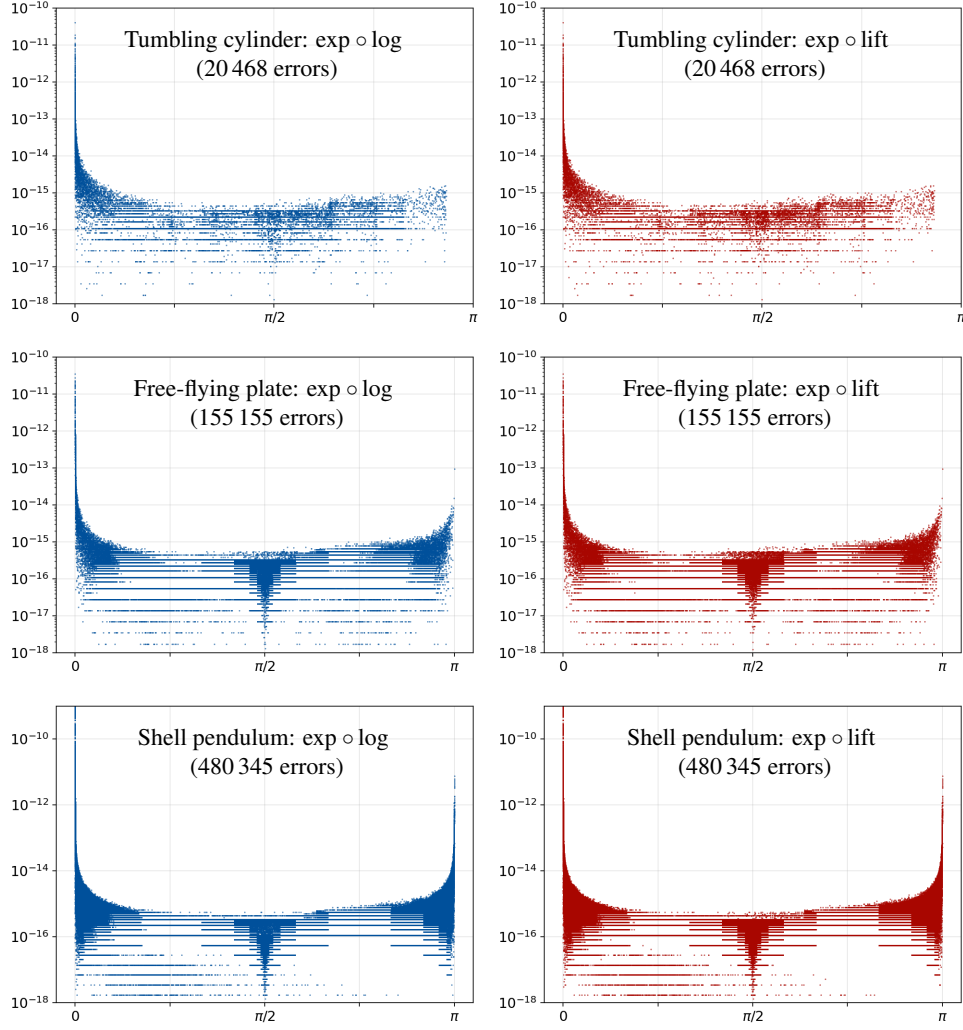 Tumbling cylinder: exp ∘ log
(20 468 errors)
10⁻¹⁰
10⁻¹¹
10⁻¹²
10⁻¹³
10⁻¹⁴
10⁻¹⁵
10⁻¹⁶
10⁻¹⁷
10⁻¹⁸
0
π/2
π
Tumbling cylinder: exp ∘ lift
(20 468 errors)
10⁻¹⁰
10⁻¹¹
10⁻¹²
10⁻¹³
10⁻¹⁴
10⁻¹⁵
10⁻¹⁶
10⁻¹⁷
10⁻¹⁸
0
π/2
π
Free-flying plate: exp ∘ log
(155 155 errors)
10⁻¹⁰
10⁻¹¹
10⁻¹²
10⁻¹³
10⁻¹⁴
10⁻¹⁵
10⁻¹⁶
10⁻¹⁷
10⁻¹⁸
0
π/2
π
Free-flying plate: exp ∘ lift
(155 155 errors)
10⁻¹⁰
10⁻¹¹
10⁻¹²
10⁻¹³
10⁻¹⁴
10⁻¹⁵
10⁻¹⁶
10⁻¹⁷
10⁻¹⁸
0
π/2
π
Shell pendulum: exp ∘ log
(480 345 errors)
10⁻¹⁰
10⁻¹²
10⁻¹⁴
10⁻¹⁶
10⁻¹⁸
0
π/2
π
Shell pendulum: exp ∘ lift
(480 345 errors)
10⁻¹⁰
10⁻¹²
10⁻¹⁴
10⁻¹⁶
10⁻¹⁸
0
π/2
π